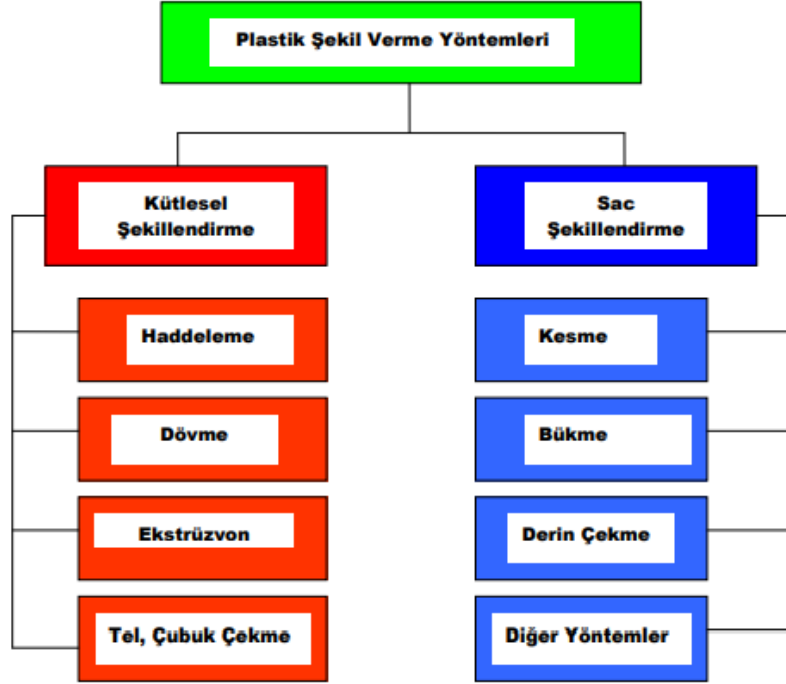 Plastik Şekil Verme Yöntemleri
Kütlesel
Şekillendirme
Sac
Şekillendirme
Haddeleme
Kesme
Dövme
Bükme
Ekstrüzvon
Derin Çekme
Tel, Çubuk Çekme
Diğer Yöntemler